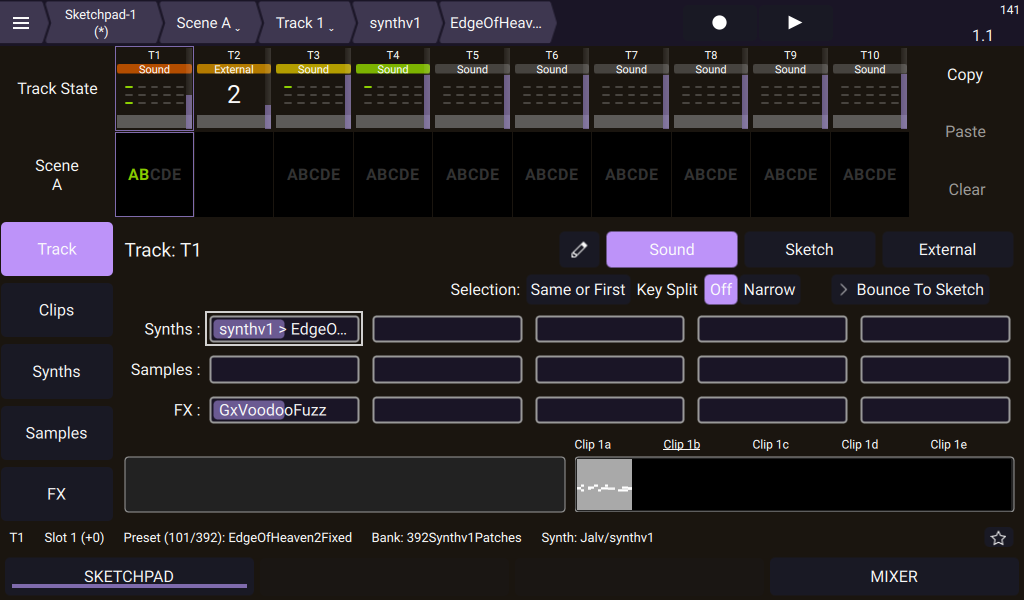 Sketchpad-1 (*)
Scene A
Track 1
synthv1
EdgeOfHeav...
141
1.1
Track State
T1 T2 T3 T4 T5 T6 T7 T8 T9 T10
Sound External Sound Sound Sound Sound Sound Sound Sound Sound
2
Copy
Paste
Clear
Scene A
ABCDE ABCDE ABCDE ABCDE ABCDE ABCDE ABCDE ABCDE ABCDE
Track
Clips
Synths
Samples
FX
Track: T1
Sound
Sketch
External
Selection: Same or First Key Split Off Narrow
Bounce To Sketch
Synths : synthv1 > EdgeO...
Samples :
FX : GxVoodooFuzz
Clip 1a Clip 1b Clip 1c Clip 1d Clip 1e
T1 Slot 1 (+0) Preset (101/392): EdgeOfHeaven2Fixed Bank: 392Synthv1Patches Synth: Jalv/synthv1
SKETCHPAD
MIXER